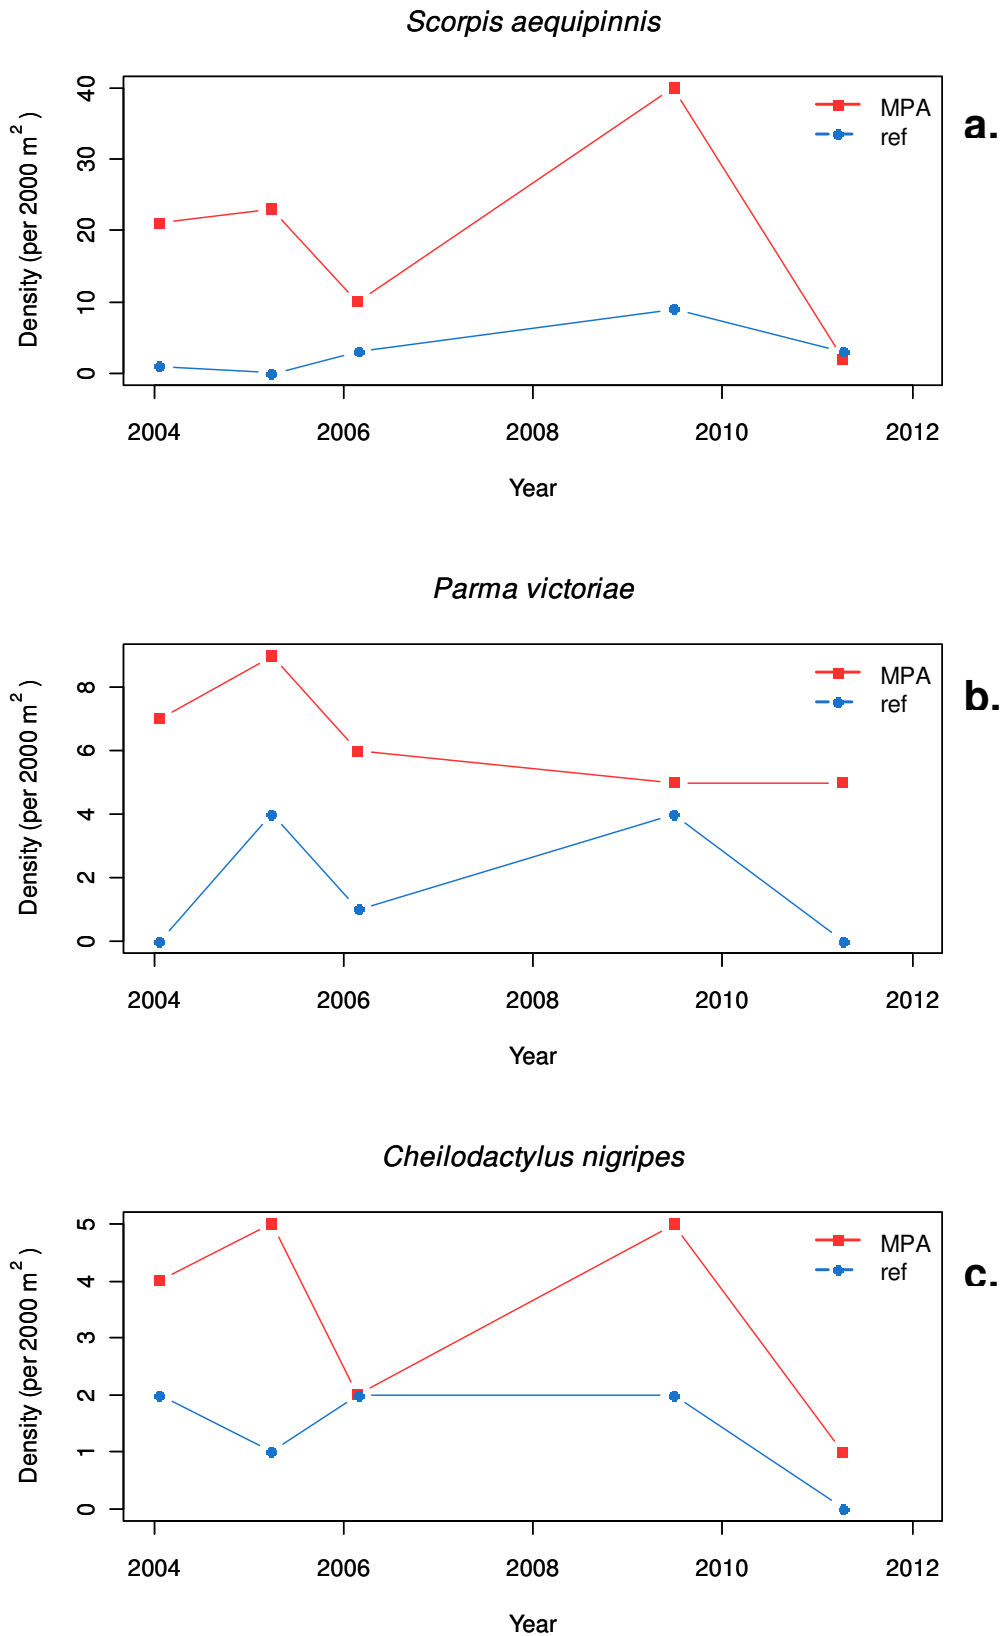 Scorpis aequipinnis
Density (per 2000 m²)
40
30
20
10
0
MPA
ref
a.
2004 2006 2008 2010 2012
Year
Parma victoriae
Density (per 2000 m²)
8
6
4
2
0
MPA
ref
b.
2004 2006 2008 2010 2012
Year
Cheilodactylus nigripes
Density (per 2000 m²)
5
4
3
2
1
0
MPA
ref
c.
2004 2006 2008 2010 2012
Year